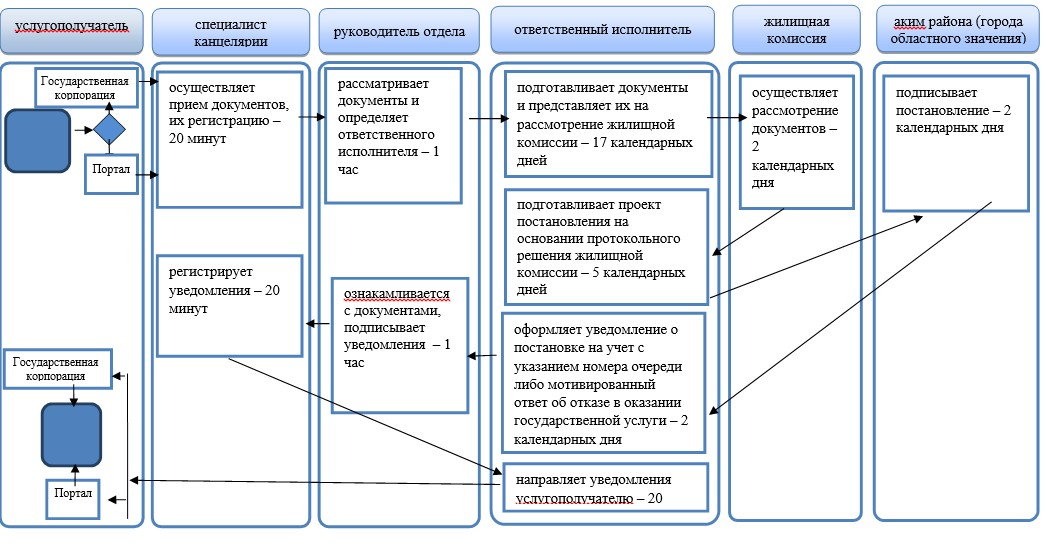 услугополучатель
специалист
канцелярии
руководитель отдела
ответственный исполнитель
жилищная
комиссия
аким района (города
областного значения)
Государственная
корпорация
Портал
осуществляет
прием документов,
их регистрацию –
20 минут
рассматривает
документы и
определяет
ответственного
исполнителя – 1
час
подготавливает документы
и представляет их на
рассмотрение жилищной
комиссии – 17 календарных
дней
осуществляет
рассмотрение
документов –
2
календарных
дня
подписывает
постановление – 2
календарных дня
подготавливает проект
постановления на
основании протокольного
решения жилищной
комиссии – 5 календарных
дней
регистрирует
уведомления – 20
минут
ознакамливается
с документами,
подписывает
уведомления – 1
час
оформляет уведомление о
постановке на учет с
указанием номера очереди
либо мотивированный
ответ об отказе в оказании
государственной услуги – 2
календарных дня
Государственная
корпорация
Портал
направляет уведомления
услугополучателю – 20